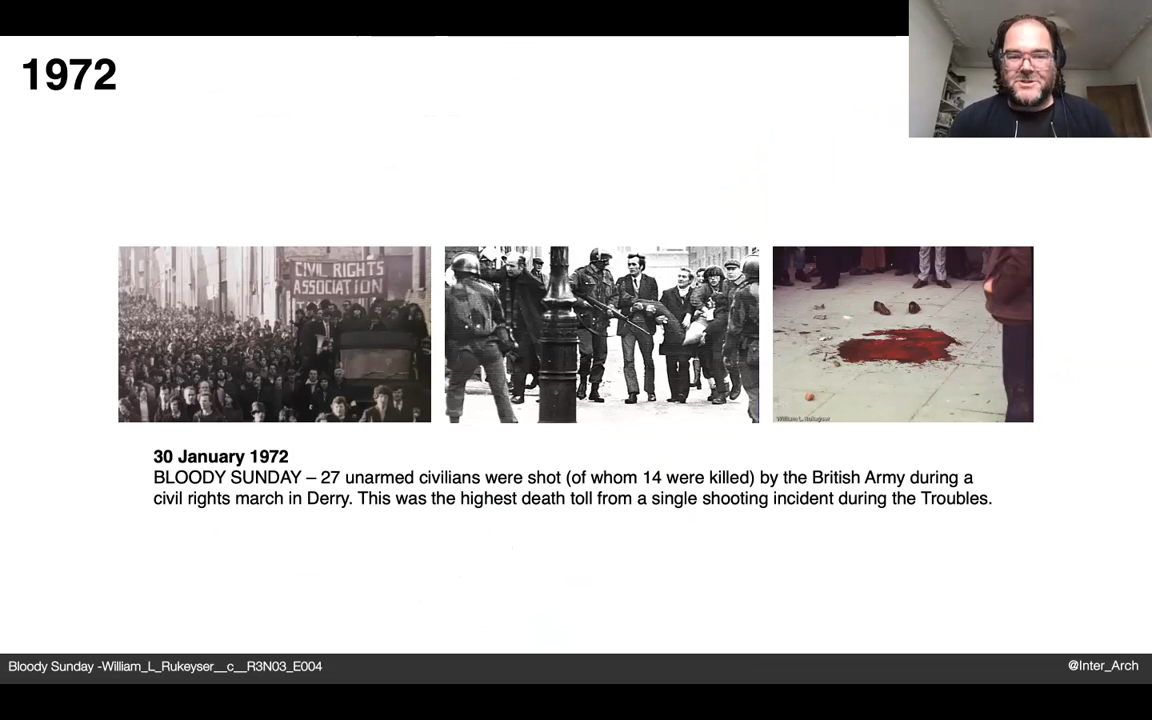 1972
CIVIL RIGHTS
ASSOCIATION
William L. Rukeyser
30 January 1972
BLOODY SUNDAY – 27 unarmed civilians were shot (of whom 14 were killed) by the British Army during a
civil rights march in Derry. This was the highest death toll from a single shooting incident during the Troubles.
Bloody Sunday -William_L_Rukeyser__c__R3N03_E004
@Inter_Arch